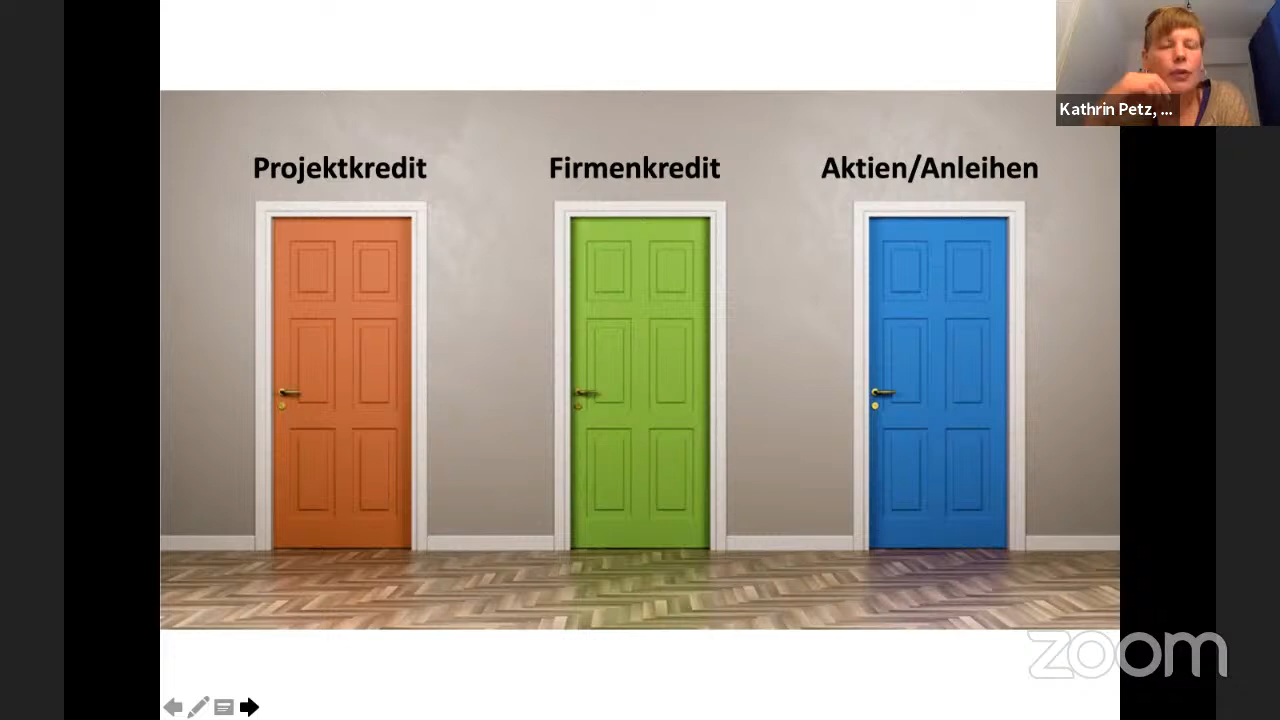 Kathrin Petz, ...
Projektkredit
Firmenkredit
Aktien/Anleihen
zoom